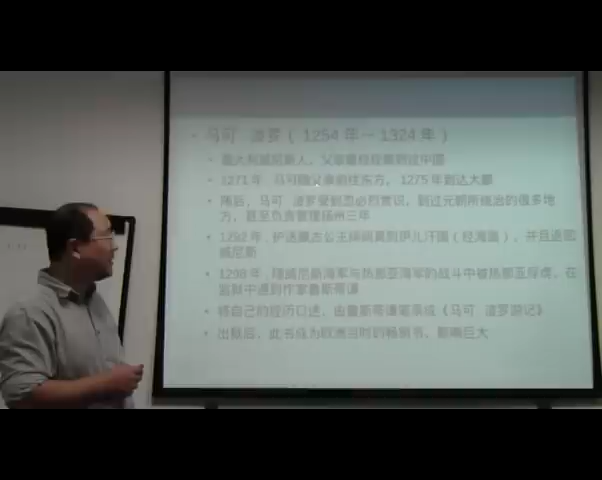 马可 波罗（1254 年－ 1324 年）
意大利威尼斯人，父亲曾经经商到过中国
1271 年 马可随父亲前往东方，1275 年到达大都
随后，马可 波罗受到忽必烈赏识，到过元朝所统治的很多地
方，甚至负责管理扬州三年
1292 年，护送蒙古公主阔阔真到伊儿汗国（经海路），并且返回
威尼斯
1298 年，随威尼斯海军与热那亚海军的战斗中被热那亚俘虏，在
监狱中遇到作家鲁斯蒂谦
将自己的经历口述，由鲁斯蒂谦笔录成《马可 波罗游记》
出版后，此书成为欧洲当时的畅销书，影响巨大